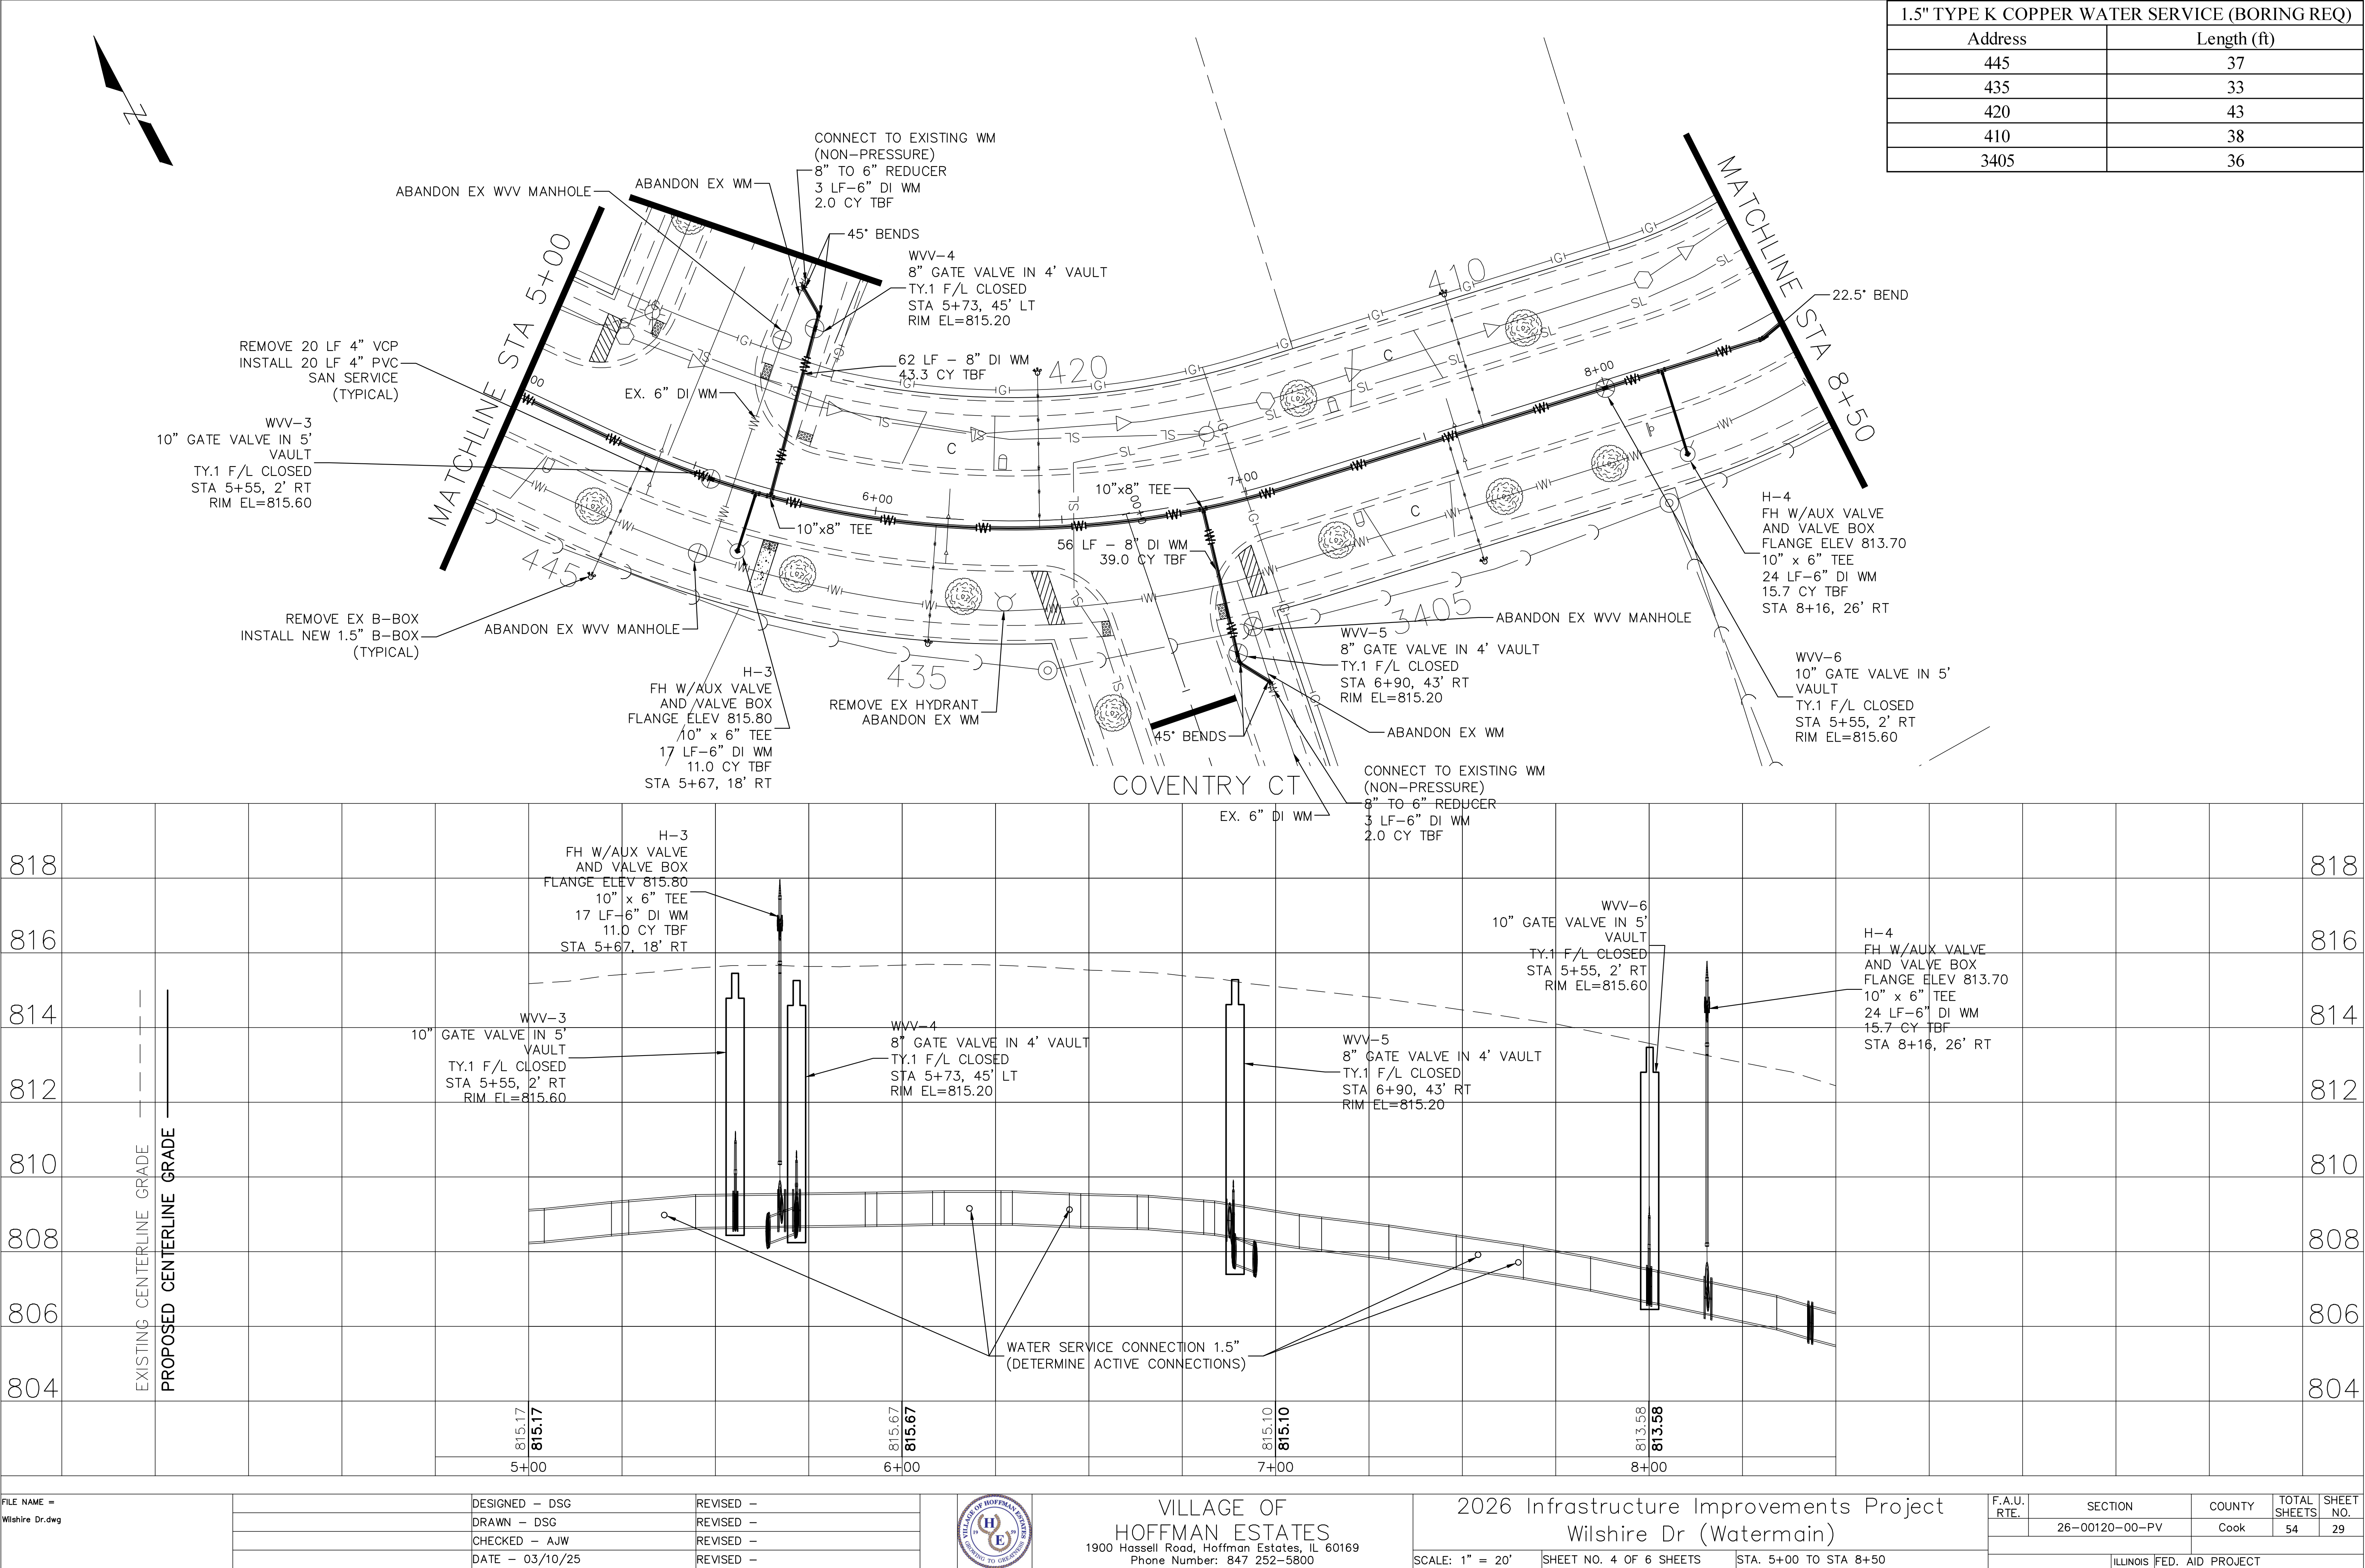 1.5" TYPE K COPPER WATER SERVICE (BORING REQ)
Address Length (ft)
445 37
435 33
420 43
410 38
3405 36
N
CONNECT TO EXISTING WM
(NON-PRESSURE)
8" TO 6" REDUCER
3 LF-6" DI WM
2.0 CY TBF
ABANDON EX WM
ABANDON EX WVV MANHOLE
45° BENDS
WVV-4
8" GATE VALVE IN 4' VAULT
TY.1 F/L CLOSED
STA 5+73, 45' LT
RIM EL=815.20
62 LF - 8" DI WM
43.3 CY TBF
EX. 6" DI WM
MATCHLINE STA 5+00
MATCHLINE STA 8+50
22.5° BEND
REMOVE 20 LF 4" VCP
INSTALL 20 LF 4" PVC
SAN SERVICE
(TYPICAL)
WVV-3
10" GATE VALVE IN 5'
VAULT
TY.1 F/L CLOSED
STA 5+55, 2' RT
RIM EL=815.60
420
410
445
435
3405
00
6+00
7+00
8+00
0+00
C
C
C
10"x8" TEE
10"x8" TEE
56 LF - 8" DI WM
39.0 CY TBF
REMOVE EX B-BOX
INSTALL NEW 1.5" B-BOX
(TYPICAL)
ABANDON EX WVV MANHOLE
H-3
FH W/AUX VALVE
AND VALVE BOX
FLANGE ELEV 815.80
10" x 6" TEE
17 LF-6" DI WM
11.0 CY TBF
STA 5+67, 18' RT
REMOVE EX HYDRANT
ABANDON EX WM
45° BENDS
COVENTRY CT
EX. 6" DI WM
ABANDON EX WVV MANHOLE
WVV-5
8" GATE VALVE IN 4' VAULT
TY.1 F/L CLOSED
STA 6+90, 43' RT
RIM EL=815.20
ABANDON EX WM
CONNECT TO EXISTING WM
(NON-PRESSURE)
8" TO 6" REDUCER
3 LF-6" DI WM
2.0 CY TBF
H-4
FH W/AUX VALVE
AND VALVE BOX
FLANGE ELEV 813.70
10" x 6" TEE
24 LF-6" DI WM
15.7 CY TBF
STA 8+16, 26' RT
WVV-6
10" GATE VALVE IN 5'
VAULT
TY.1 F/L CLOSED
STA 5+55, 2' RT
RIM EL=815.60
818 818
816 816
814 814
812 812
810 810
808 808
806 806
804 804
EXISTING CENTERLINE GRADE
PROPOSED CENTERLINE GRADE
H-3
FH W/AUX VALVE
AND VALVE BOX
FLANGE ELEV 815.80
10" x 6" TEE
17 LF-6" DI WM
11.0 CY TBF
STA 5+67, 18' RT
WVV-3
10" GATE VALVE IN 5'
VAULT
TY.1 F/L CLOSED
STA 5+55, 2' RT
RIM EL=815.60
WVV-4
8" GATE VALVE IN 4' VAULT
TY.1 F/L CLOSED
STA 5+73, 45' LT
RIM EL=815.20
WVV-5
8" GATE VALVE IN 4' VAULT
TY.1 F/L CLOSED
STA 6+90, 43' RT
RIM EL=815.20
WVV-6
10" GATE VALVE IN 5'
VAULT
TY.1 F/L CLOSED
STA 5+55, 2' RT
RIM EL=815.60
H-4
FH W/AUX VALVE
AND VALVE BOX
FLANGE ELEV 813.70
10" x 6" TEE
24 LF-6" DI WM
15.7 CY TBF
STA 8+16, 26' RT
WATER SERVICE CONNECTION 1.5"
(DETERMINE ACTIVE CONNECTIONS)
815.17 815.17
815.67 815.67
815.10 815.10
813.58 813.58
5+00 6+00 7+00 8+00
FILE NAME =
Wilshire Dr.dwg
DESIGNED - DSG REVISED -
DRAWN - DSG REVISED -
CHECKED - AJW REVISED -
DATE - 03/10/25 REVISED -
VILLAGE OF HOFFMAN ESTATES
19 H E 59
GROWING TO GREATNESS
VILLAGE OF
HOFFMAN ESTATES
1900 Hassell Road, Hoffman Estates, IL 60169
Phone Number: 847 252-5800
2026 Infrastructure Improvements Project
Wilshire Dr (Watermain)
SCALE: 1" = 20' SHEET NO. 4 OF 6 SHEETS STA. 5+00 TO STA 8+50
F.A.U. RTE. SECTION COUNTY TOTAL SHEETS SHEET NO.
26-00120-00-PV Cook 54 29
ILLINOIS FED. AID PROJECT